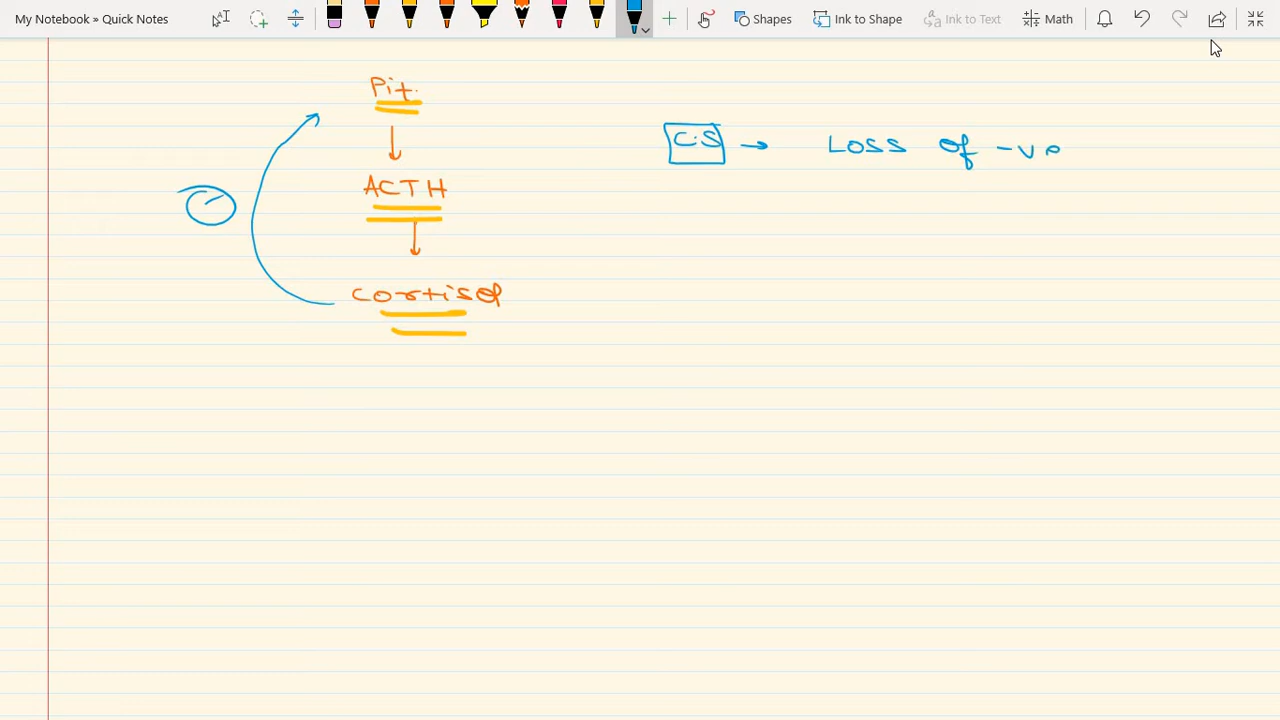 My Notebook » Quick Notes
Shapes
Ink to Shape
Ink to Text
Math
Pit.
C.S → Loss of -ve
ACTH
Cortisol